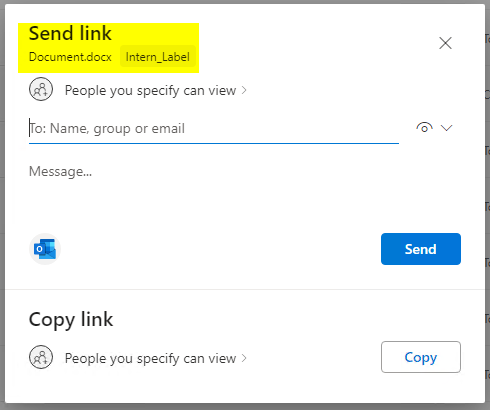 Send link
Document.docx Intern_Label
People you specify can view
To: Name, group or email
Message...
Send
Copy link
People you specify can view
Copy